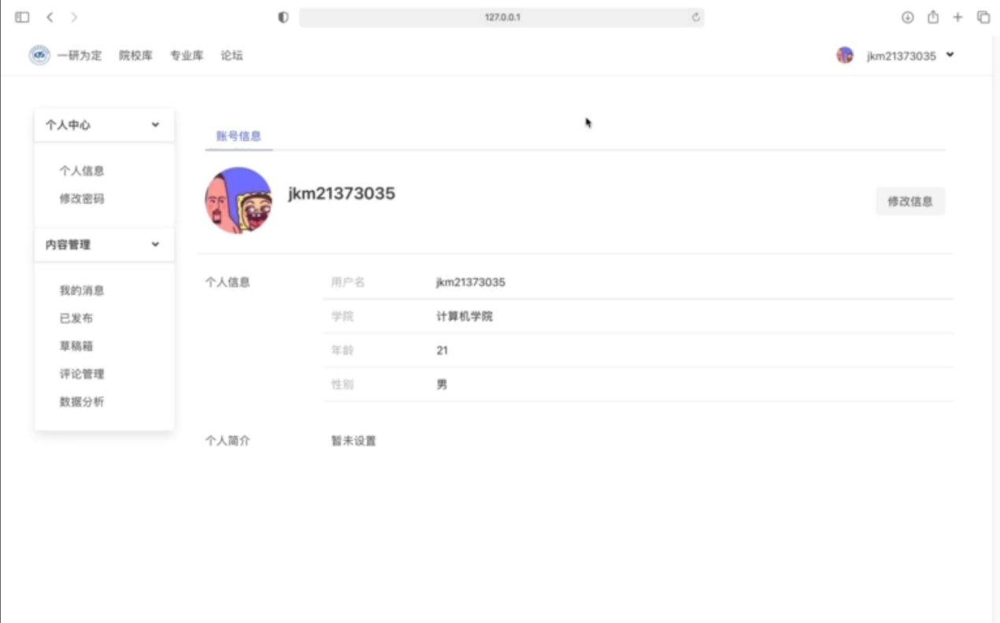 127.0.0.1
一研为定 院校库 专业库 论坛 jkm21373035
个人中心
个人信息
修改密码
内容管理
我的消息
已发布
草稿箱
评论管理
数据分析
账号信息
jkm21373035
修改信息
个人信息 用户名 jkm21373035
学院 计算机学院
年龄 21
性别 男
个人简介 暂未设置